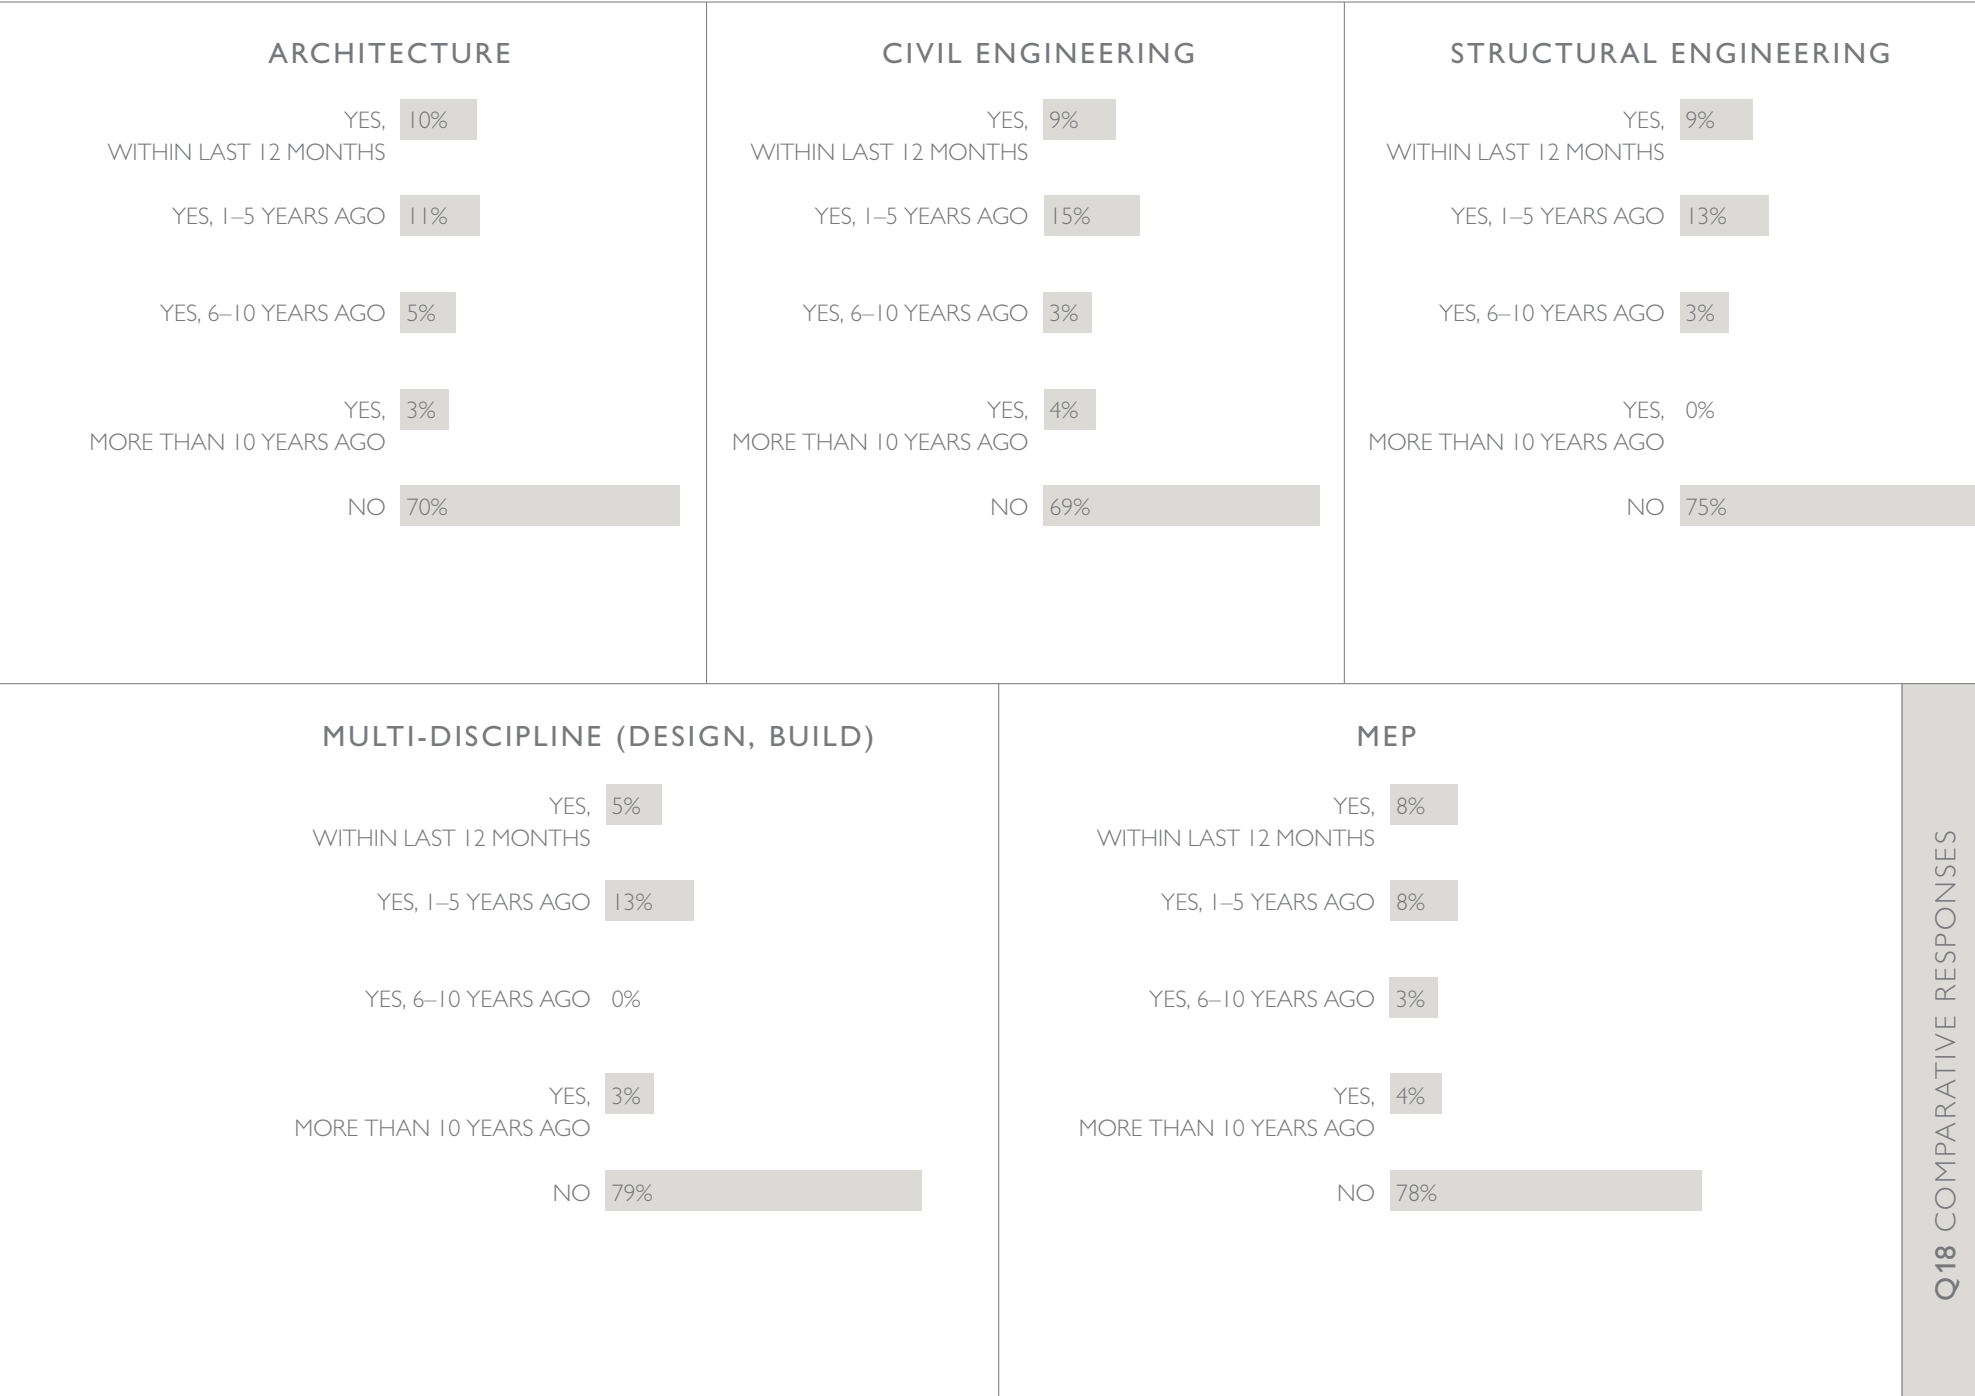 ARCHITECTURE
YES,
WITHIN LAST 12 MONTHS
10%
YES, 1–5 YEARS AGO
11%
YES, 6–10 YEARS AGO
5%
YES,
MORE THAN 10 YEARS AGO
3%
NO
70%
CIVIL ENGINEERING
YES,
WITHIN LAST 12 MONTHS
9%
YES, 1–5 YEARS AGO
15%
YES, 6–10 YEARS AGO
3%
YES,
MORE THAN 10 YEARS AGO
4%
NO
69%
STRUCTURAL ENGINEERING
YES,
WITHIN LAST 12 MONTHS
9%
YES, 1–5 YEARS AGO
13%
YES, 6–10 YEARS AGO
3%
YES,
MORE THAN 10 YEARS AGO
0%
NO
75%
MULTI-DISCIPLINE (DESIGN, BUILD)
YES,
WITHIN LAST 12 MONTHS
5%
YES, 1–5 YEARS AGO
13%
YES, 6–10 YEARS AGO
0%
YES,
MORE THAN 10 YEARS AGO
3%
NO
79%
MEP
YES,
WITHIN LAST 12 MONTHS
8%
YES, 1–5 YEARS AGO
8%
YES, 6–10 YEARS AGO
3%
YES,
MORE THAN 10 YEARS AGO
4%
NO
78%
Q18 COMPARATIVE RESPONSES